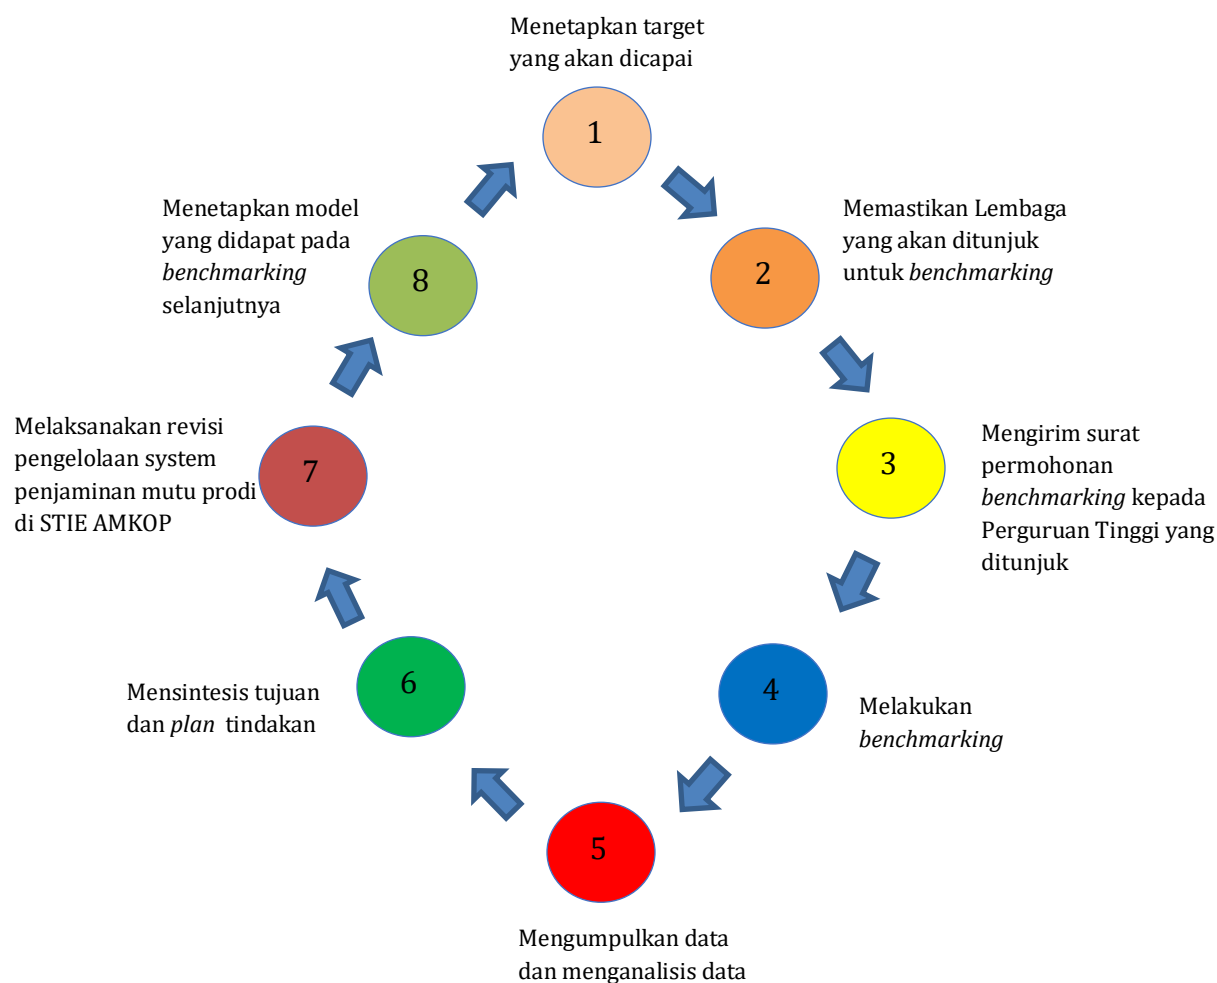 Menetapkan target
yang akan dicapai
1
Memastikan Lembaga
yang akan ditunjuk
untuk benchmarking
2
Mengirim surat
permohonan
benchmarking kepada
Perguruan Tinggi yang
ditunjuk
3
Melakukan
benchmarking
4
5
Mengumpulkan data
dan menganalisis data
6
Mensintesis tujuan
dan plan tindakan
7
Melaksanakan revisi
pengelolaan system
penjaminan mutu prodi
di STIE AMKOP
8
Menetapkan model
yang didapat pada
benchmarking
selanjutnya